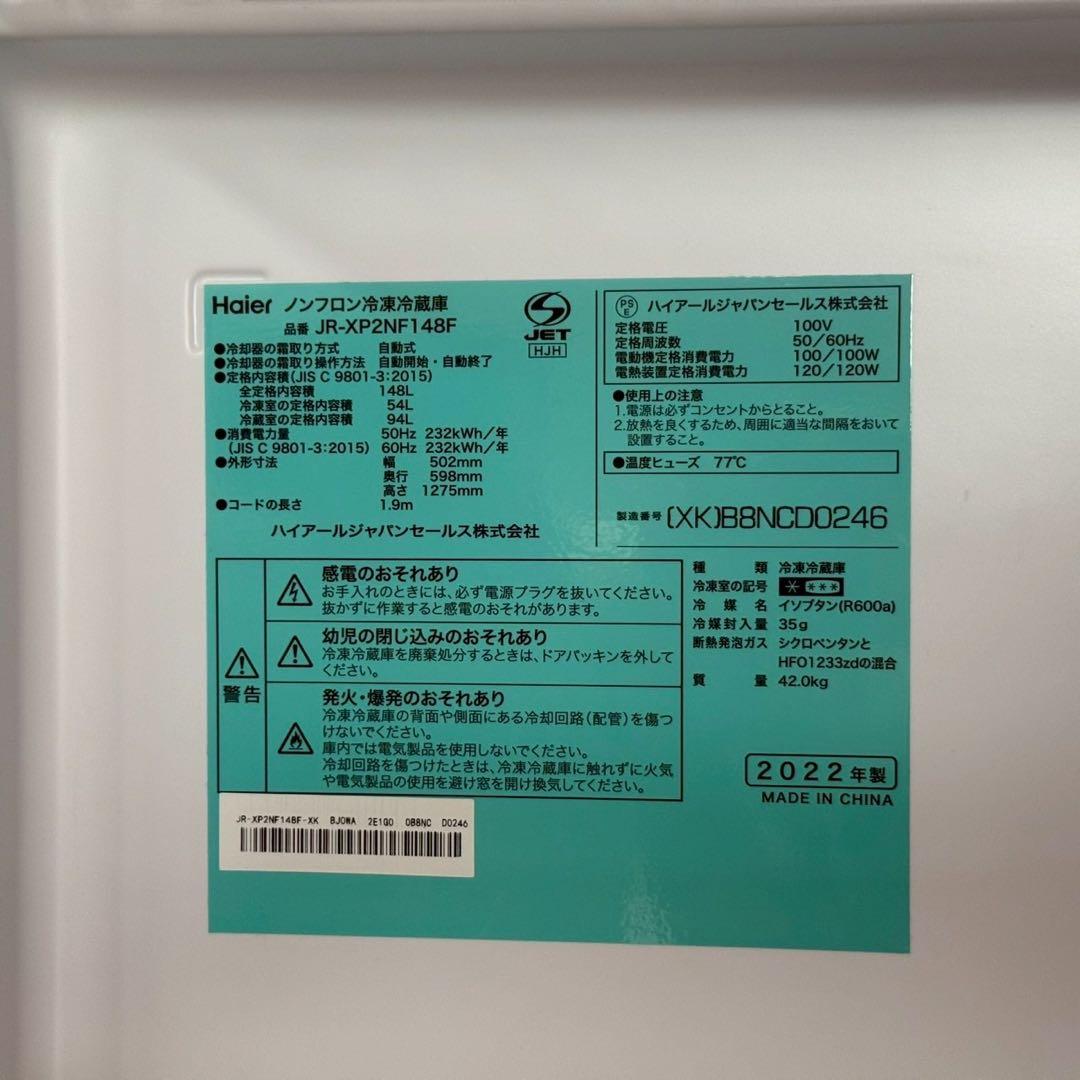 Haier ノンフロン冷凍冷蔵庫
品番 JR-XP2NF148F
JET
HJH
●冷却器の霜取り方式 自動式
●冷却器の霜取り操作方法 自動開始・自動終了
●定格内容積(JIS C 9801-3:2015)
全定格内容積 148L
冷凍室の定格内容積 54L
冷蔵室の定格内容積 94L
●消費電力量 50Hz 232kWh/年
(JIS C 9801-3:2015) 60Hz 232kWh/年
●外形寸法 幅 502mm
奥行 598mm
高さ 1275mm
●コードの長さ 1.9m
ハイアールジャパンセールス株式会社
PS E ハイアールジャパンセールス株式会社
定格電圧 100V
定格周波数 50/60Hz
電動機定格消費電力 100/100W
電熱装置定格消費電力 120/120W
●使用上の注意
1.電源は必ずコンセントからとること。
2.放熱を良くするため、周囲に適当な間隔をおいて
設置すること。
●温度ヒューズ 77℃
製造番号 (XK)B8NCD0246
警告
感電のおそれあり
お手入れのときには、必ず電源プラグを抜いてください。
抜かずに作業すると感電のおそれがあります。
幼児の閉じ込みのおそれあり
冷凍冷蔵庫を廃棄処分するときは、ドアパッキンを外して
ください。
発火・爆発のおそれあり
冷凍冷蔵庫の背面や側面にある冷却回路(配管)を傷つ
けないでください。
庫内では電気製品を使用しないでください。
冷却回路を傷つけたときは、冷凍冷蔵庫に触れずに火気
や電気製品の使用を避け窓を開け換気してください。
種類 冷凍冷蔵庫
冷凍室の記号 * ***
冷媒名 イソブタン(R600a)
冷媒封入量 35g
断熱発泡ガス シクロペンタンと
HFO1233zdの混合
質量 42.0kg
2022年製
MADE IN CHINA
JR-XP2NF148F-XK BJ0WA 2E1G0 0B8NC D0246